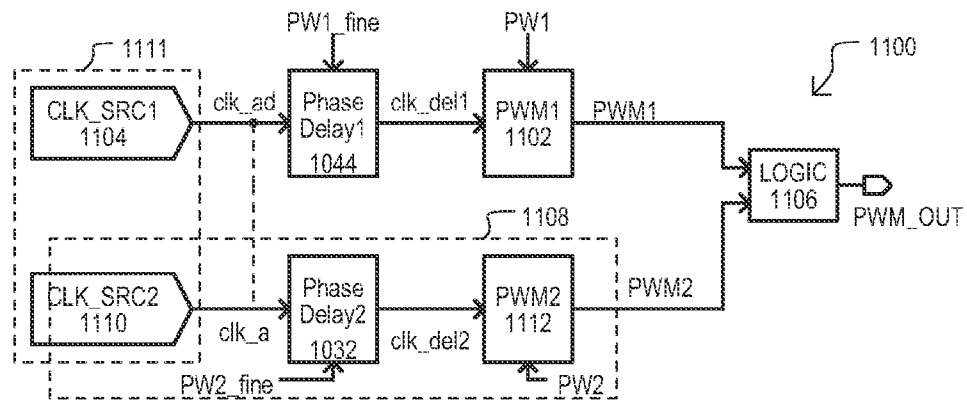 PW1_fine
PW1
1111
1100
CLK_SRC1
1104
clk_ad
Phase
Delay1
1044
clk_del1
PWM1
1102
PWM1
LOGIC
1106
PWM_OUT
1108
CLK_SRC2
1110
clk_a
Phase
Delay2
1032
clk_del2
PWM2
1112
PWM2
PW2_fine
PW2